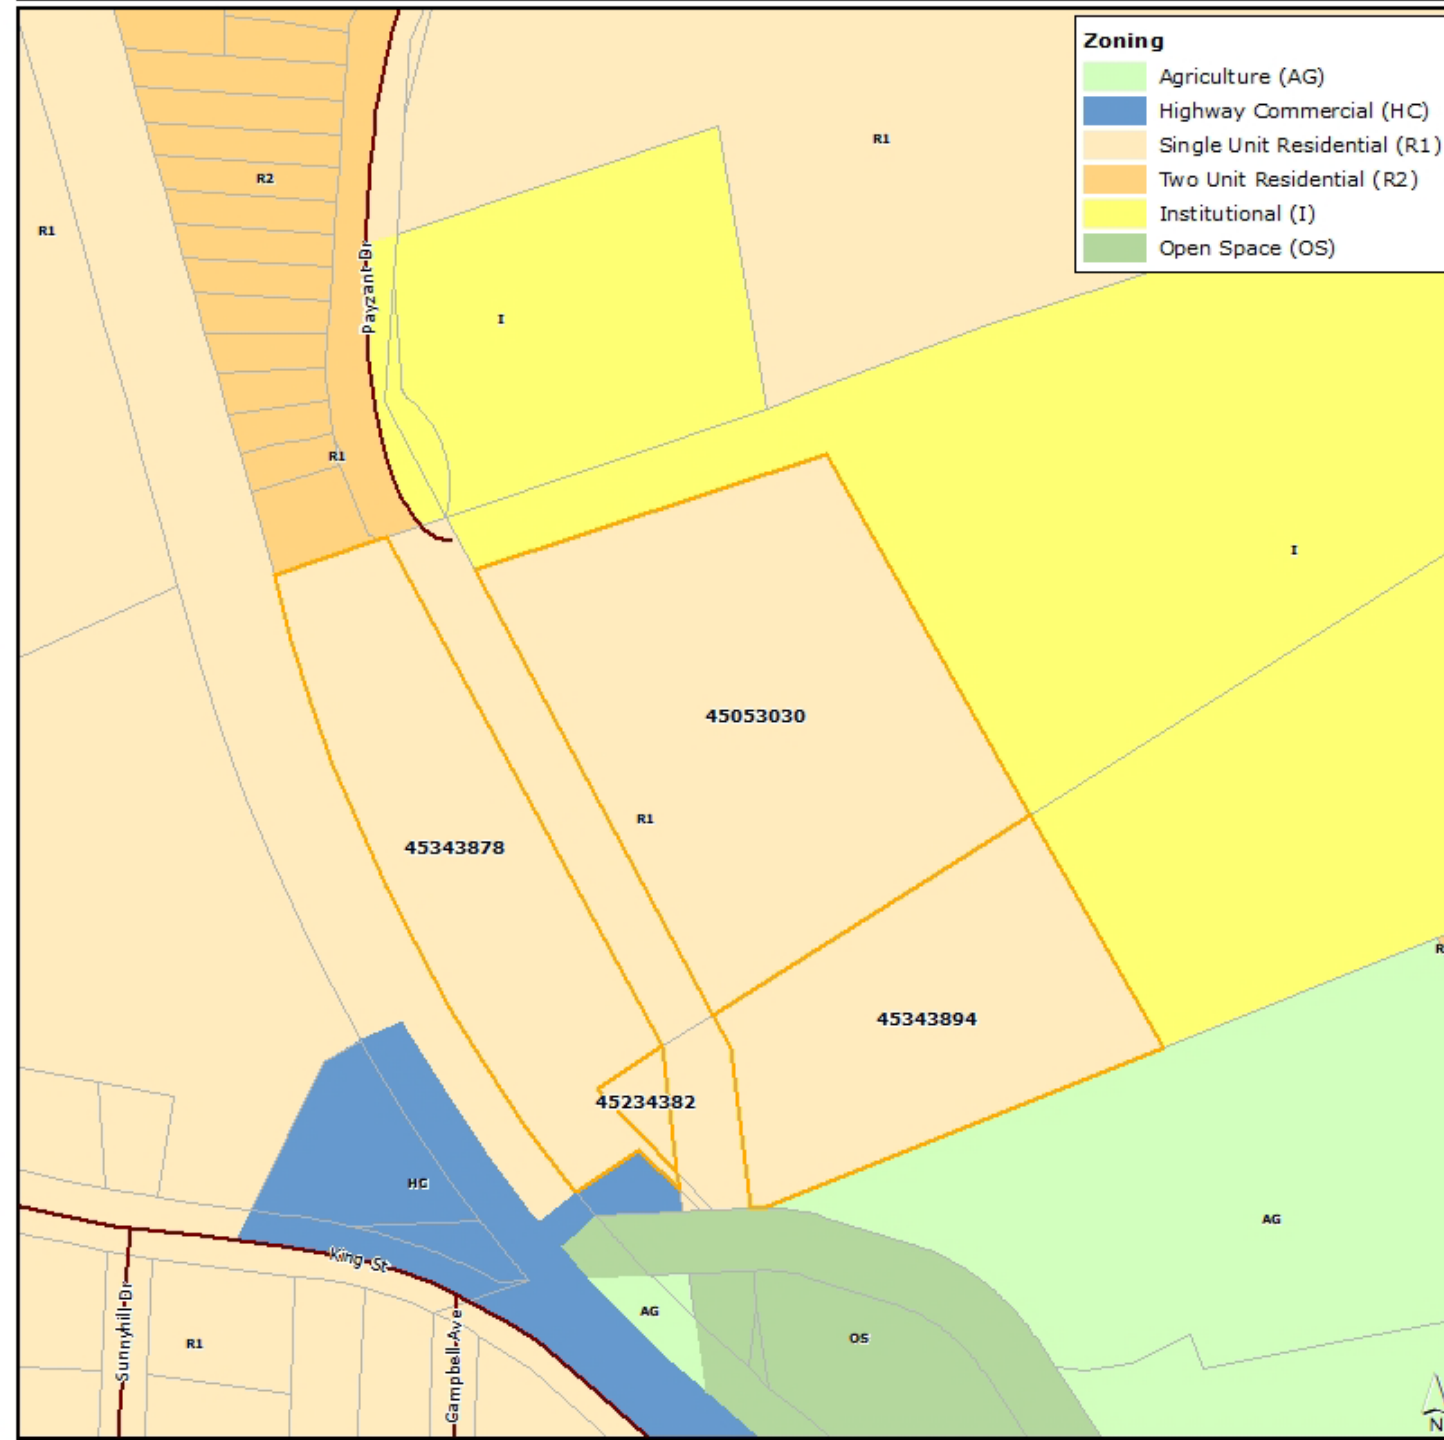 Zoning
Agriculture (AG)
Highway Commercial (HC)
Single Unit Residential (R1)
Two Unit Residential (R2)
Institutional (I)
Open Space (OS)
R1
R2
R1
Payzant Dr
I
R1
I
45053030
R1
45343878
R
45343894
45234382
HC
AG
King St
Sunnyhill Dr
AG
OS
R1
Campbell Ave
N